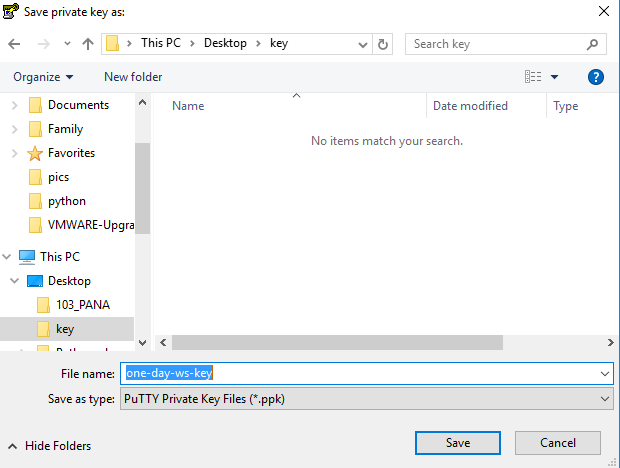 Save private key as:
This PC > Desktop > key
Search key
Organize
New folder
Name
Date modified
Type
No items match your search.
Documents
Family
Favorites
pics
python
VMWARE-Upgra
This PC
Desktop
103_PANA
key
File name:
one-day-ws-key
Save as type:
PuTTY Private Key Files (*.ppk)
Hide Folders
Save
Cancel